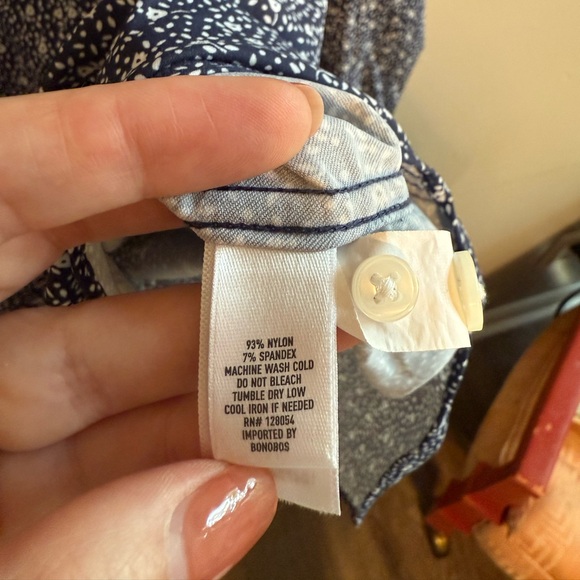 93% NYLON
7% SPANDEX
MACHINE WASH COLD
DO NOT BLEACH
TUMBLE DRY LOW
COOL IRON IF NEEDED
RN# 128054
IMPORTED BY
BONOBOS